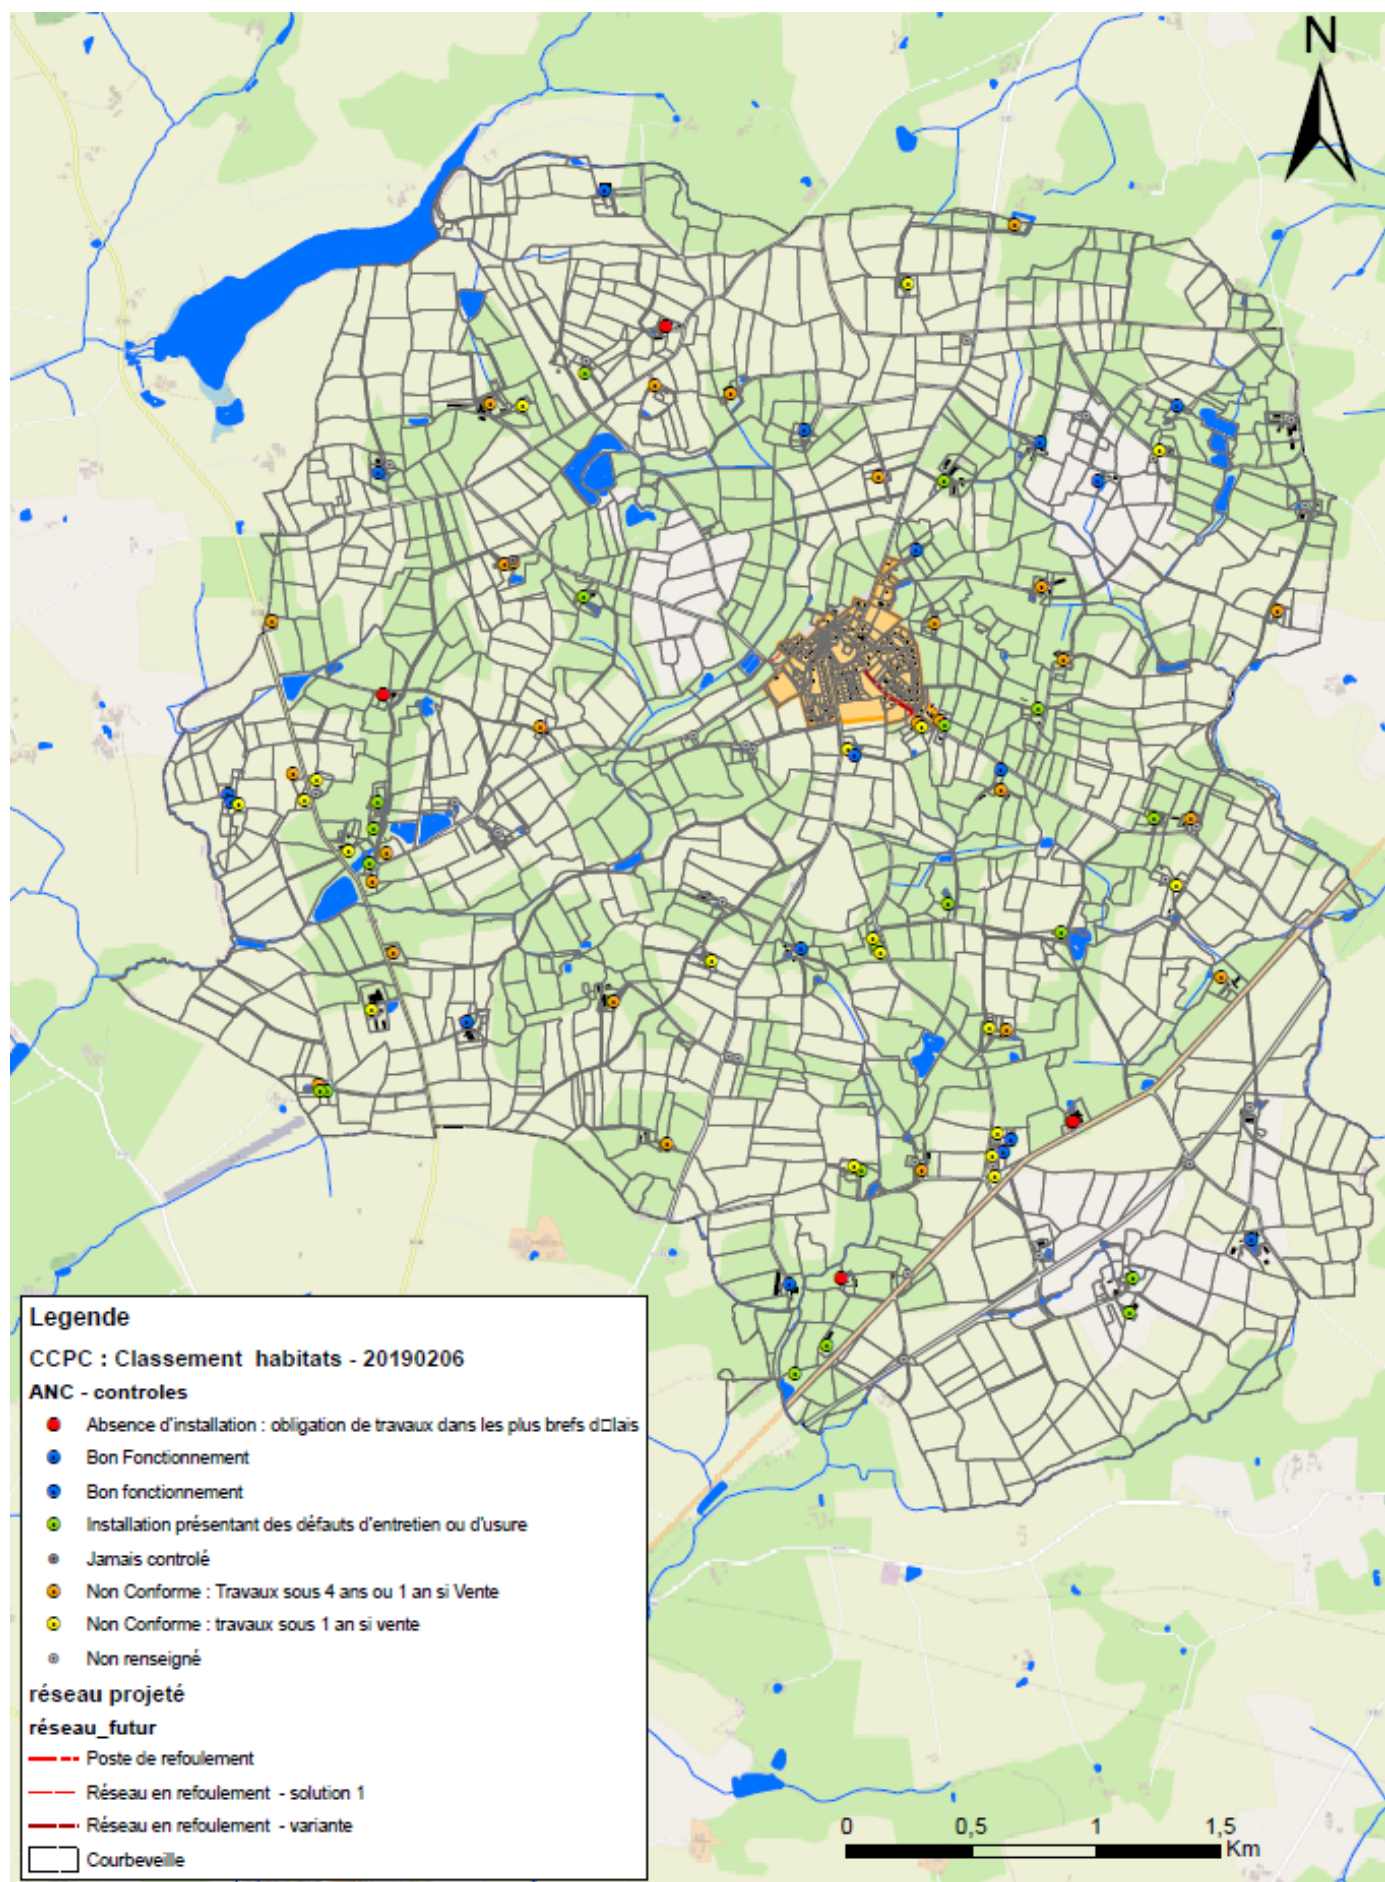 N
Legende
CCPC : Classement habitats - 20190206
ANC - controles
Absence d'installation : obligation de travaux dans les plus brefs d□lais
Bon Fonctionnement
Bon fonctionnement
Installation présentant des défauts d'entretien ou d'usure
Jamais controlé
Non Conforme : Travaux sous 4 ans ou 1 an si Vente
Non Conforme : travaux sous 1 an si vente
Non renseigné
réseau projeté
réseau_futur
Poste de refoulement
Réseau en refoulement - solution 1
Réseau en refoulement - variante
Courbeveille
0 0,5 1 1,5
Km